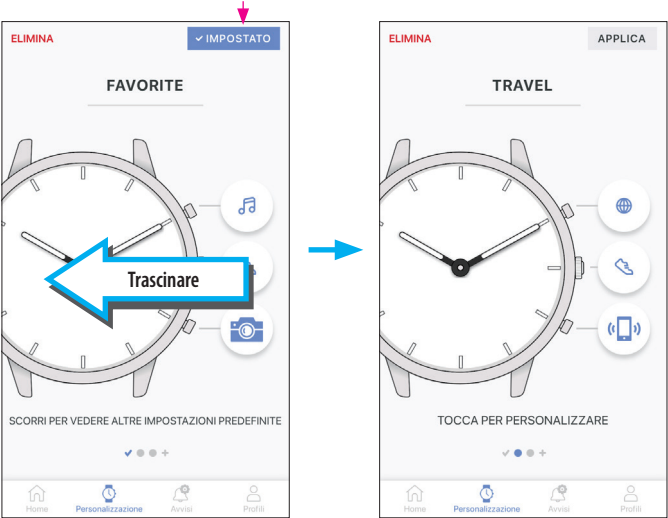 ELIMINA
✓ IMPOSTATO
FAVORITE
Trascinare
SCORRI PER VEDERE ALTRE IMPOSTAZIONI PREDEFINITE
Home
Personalizzazione
Avvisi
Profili
ELIMINA
APPLICA
TRAVEL
TOCCA PER PERSONALIZZARE
Home
Personalizzazione
Avvisi
Profili